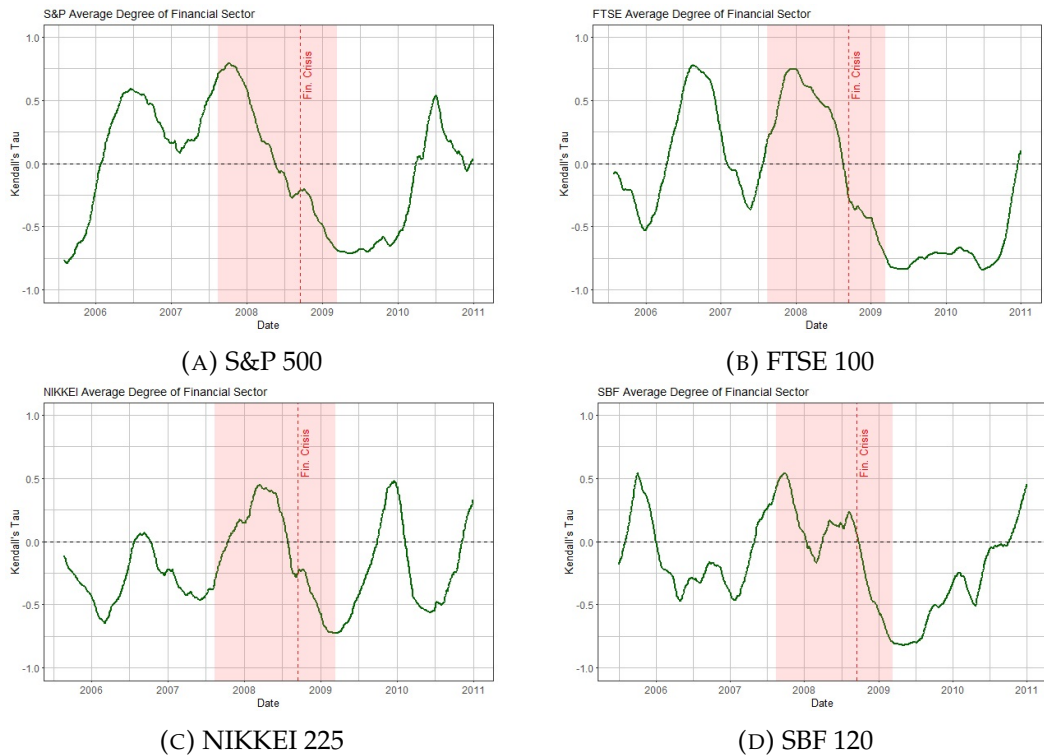 S&P Average Degree of Financial Sector
1.0
0.5
0.0
-0.5
-1.0
Kendall's Tau
Fin. Crisis
2006 2007 2008 2009 2010 2011
Date
(A) S&P 500
FTSE Average Degree of Financial Sector
1.0
0.5
0.0
-0.5
-1.0
Kendall's Tau
Fin. Crisis
2006 2007 2008 2009 2010 2011
Date
(B) FTSE 100
NIKKEI Average Degree of Financial Sector
1.0
0.5
0.0
-0.5
-1.0
Kendall's Tau
Fin. Crisis
2006 2007 2008 2009 2010 2011
Date
(C) NIKKEI 225
SBF Average Degree of Financial Sector
1.0
0.5
0.0
-0.5
-1.0
Kendall's Tau
Fin. Crisis
2006 2007 2008 2009 2010 2011
Date
(D) SBF 120